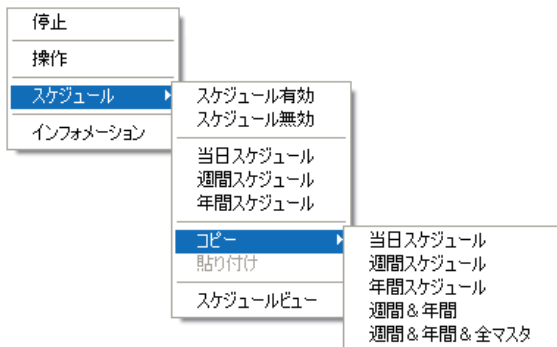 停止
操作
スケジュール
インフォメーション
スケジュール有効
スケジュール無効
当日スケジュール
週間スケジュール
年間スケジュール
コピー
貼り付け
スケジュールビュー
当日スケジュール
週間スケジュール
年間スケジュール
週間＆年間
週間＆年間＆全マスタ